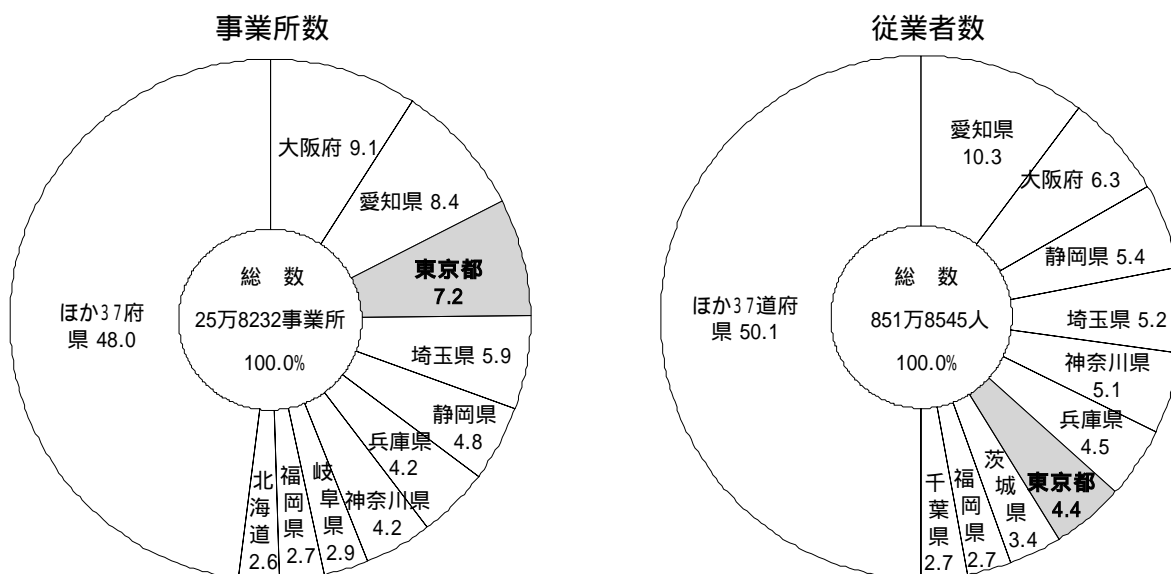 事業所数
大阪府 9.1
愛知県 8.4
東京都
7.2
埼玉県 5.9
静岡県
4.8
兵庫県
4.2
神奈川県
4.2
岐阜県
2.9
福岡県
2.7
北海道
2.6
ほか37府
県 48.0
総 数
25万8232事業所
100.0%
従業者数
愛知県
10.3
大阪府 6.3
静岡県 5.4
埼玉県 5.2
神奈川県
5.1
兵庫県
4.5
東京都
4.4
茨城県
3.4
福岡県
2.7
千葉県
2.7
ほか37道府
県 50.1
総 数
851万8545人
100.0%